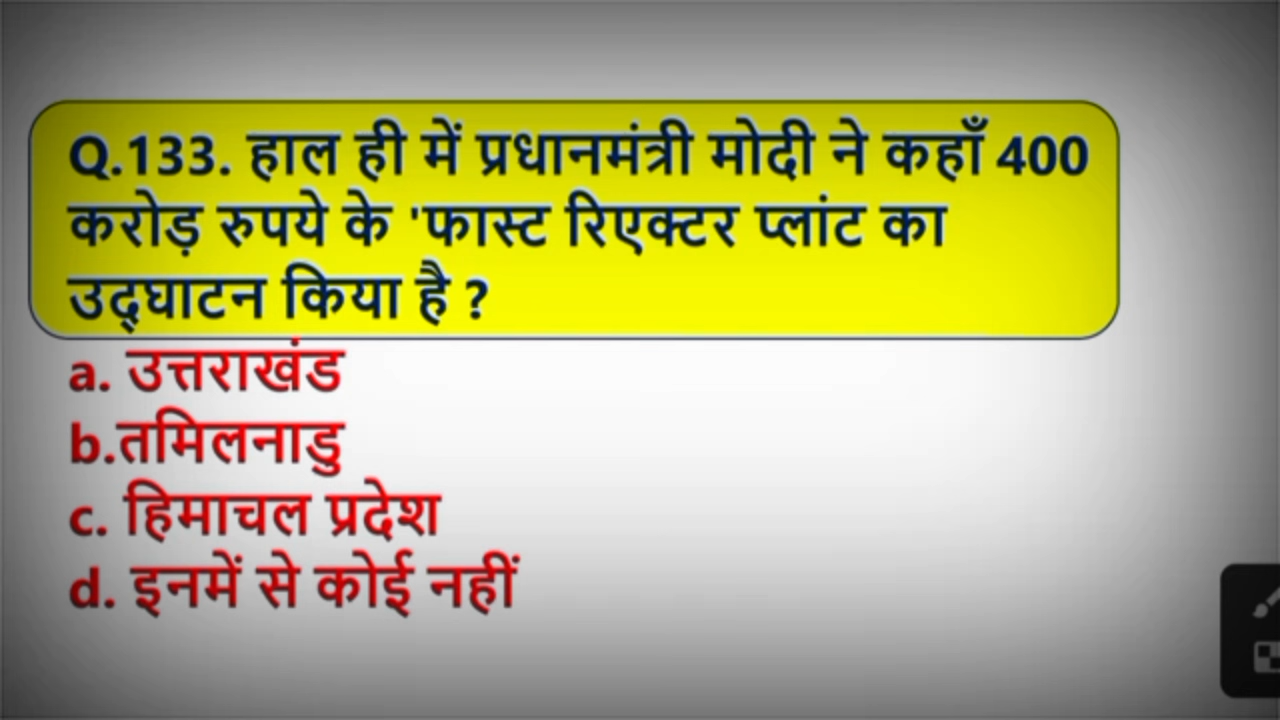 Q.133. हाल ही में प्रधानमंत्री मोदी ने कहाँ 400
करोड़ रुपये के 'फास्ट रिएक्टर प्लांट का
उद्घाटन किया है ?
a. उत्तराखंड
b.तमिलनाडु
c. हिमाचल प्रदेश
d. इनमें से कोई नहीं